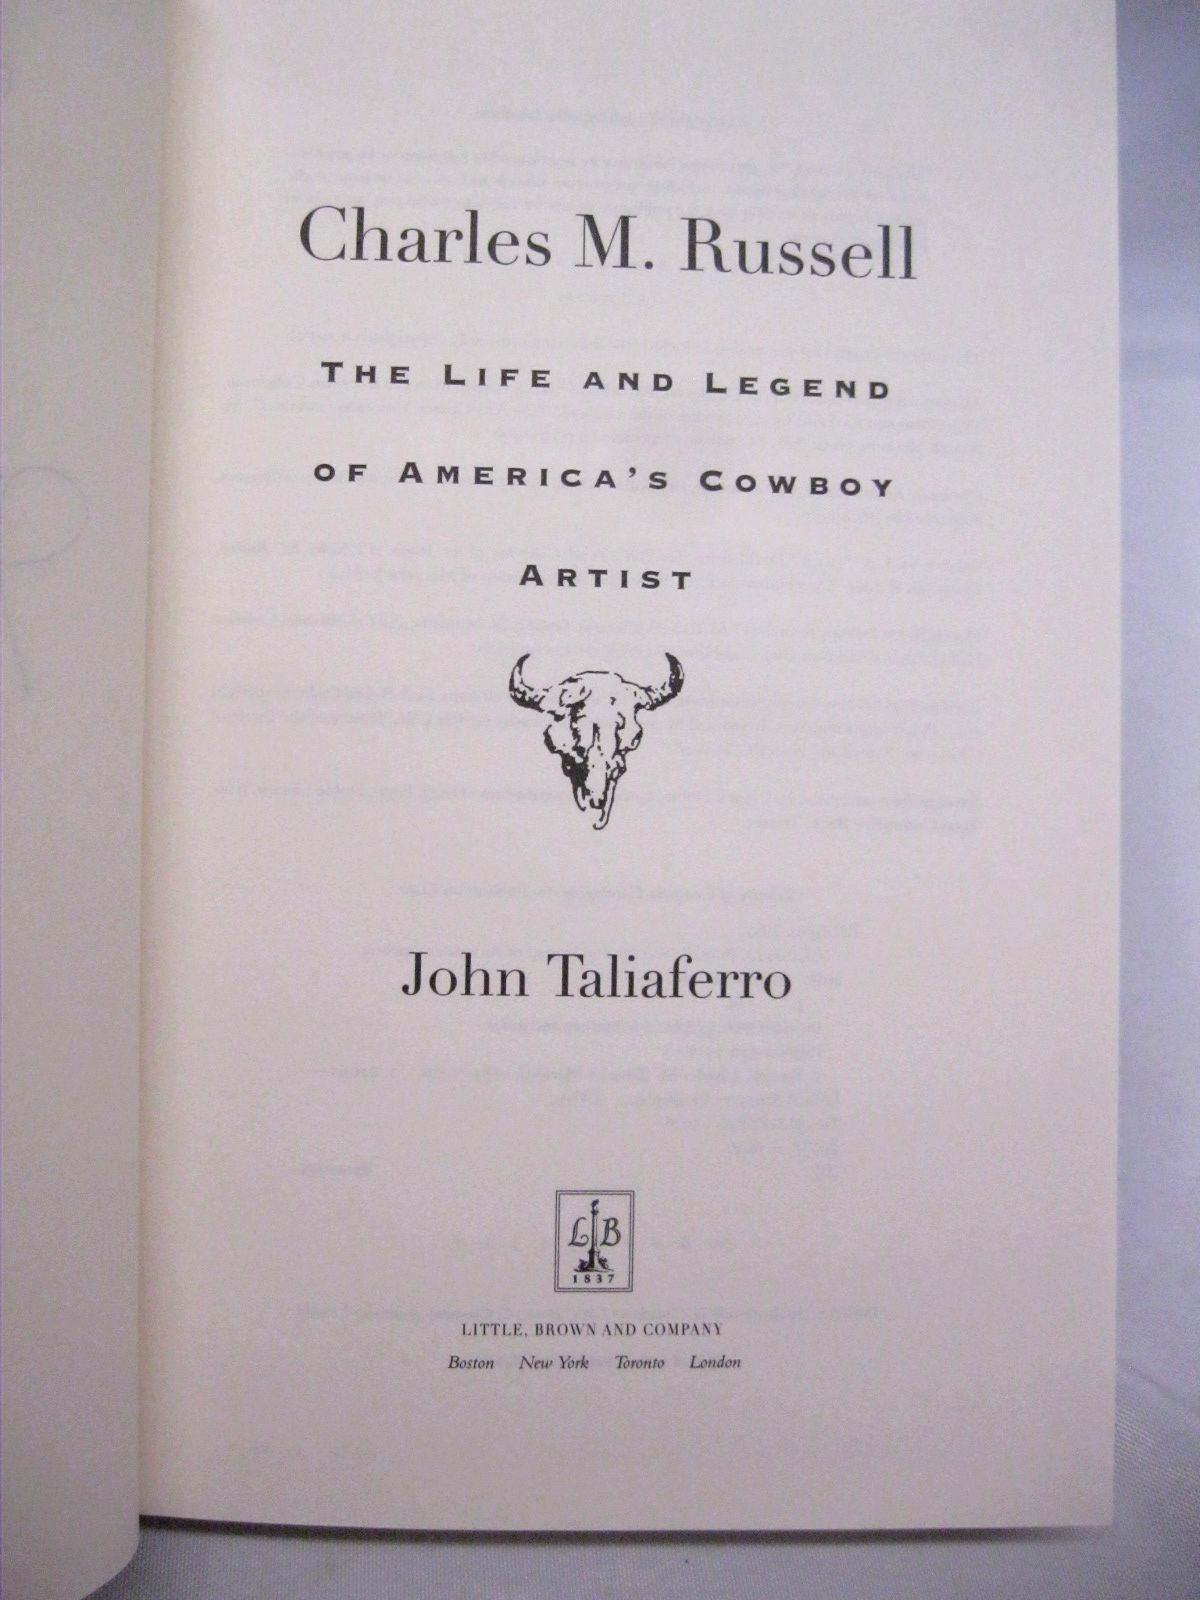 Charles M. Russell
THE LIFE AND LEGEND
OF AMERICA'S COWBOY
ARTIST
John Taliaferro
L B
1837
LITTLE, BROWN AND COMPANY
Boston New York Toronto London